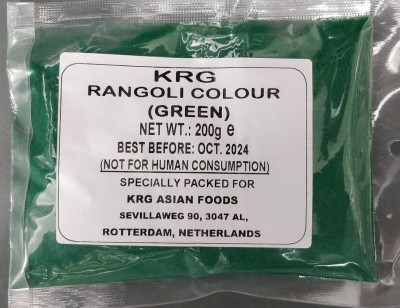 KRG
RANGOLI COLOUR
(GREEN)
NET WT.: 200g e
BEST BEFORE: OCT. 2024
(NOT FOR HUMAN CONSUMPTION)
SPECIALLY PACKED FOR
KRG ASIAN FOODS
SEVILLAWEG 90, 3047 AL,
ROTTERDAM, NETHERLANDS